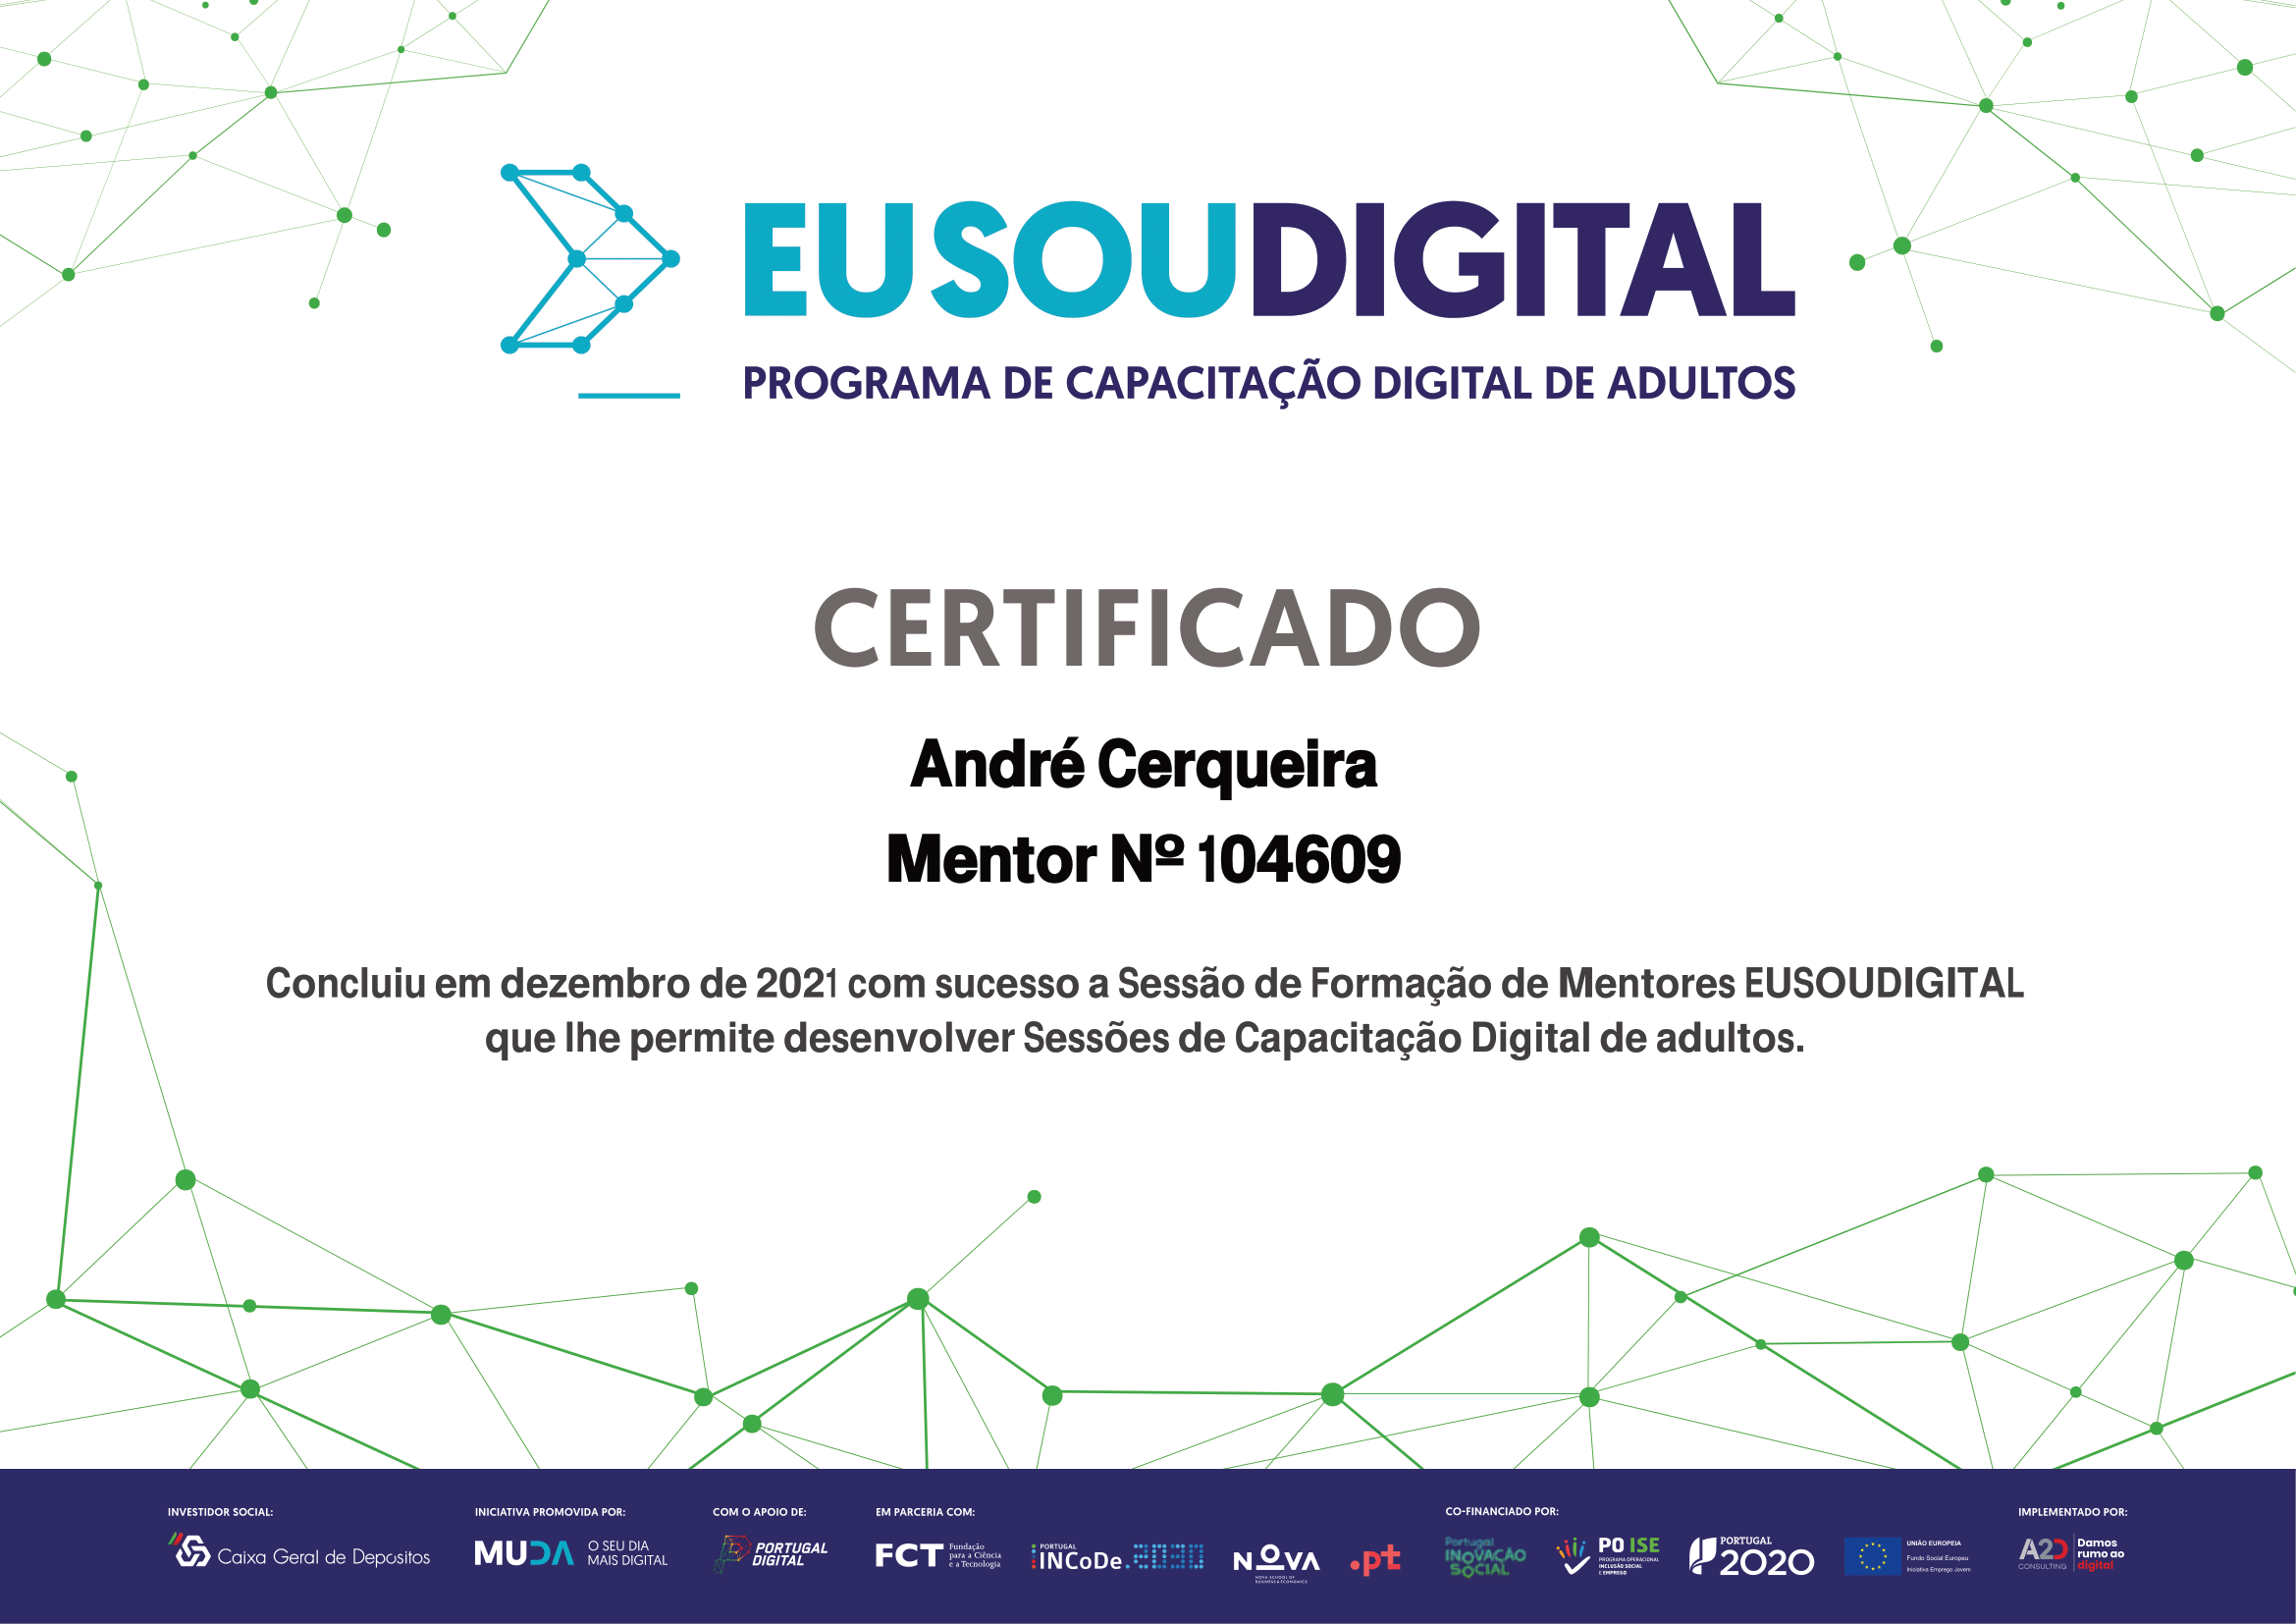 EUSOUDIGITAL
PROGRAMA DE CAPACITAÇÃO DIGITAL DE ADULTOS
CERTIFICADO
André Cerqueira
Mentor Nº 104609
Concluiu em dezembro de 2021 com sucesso a Sessão de Formação de Mentores EUSOUDIGITAL
que lhe permite desenvolver Sessões de Capacitação Digital de adultos.
INVESTIDOR SOCIAL:
Caixa Geral de Depositos
INICIATIVA PROMOVIDA POR:
MUDA
O SEU DIA
MAIS DIGITAL
COM O APOIO DE:
PORTUGAL
DIGITAL
EM PARCERIA COM:
FCT
Fundação
para a Ciência
e a Tecnologia
PORTUGAL
INCoDe.2030
NOVA
NOVA SCHOOL OF
BUSINESS & ECONOMICS
.pt
CO-FINANCIADO POR:
Portugal
INOVAÇÃO
SOCIAL
PO ISE
PROGRAMA OPERACIONAL
INCLUSÃO SOCIAL
E EMPREGO
PORTUGAL
2020
UNIÃO EUROPEIA
Fundo Social Europeu
Iniciativa Emprego Jovem
IMPLEMENTADO POR:
A2D
CONSULTING
Damos
rumo ao
digital